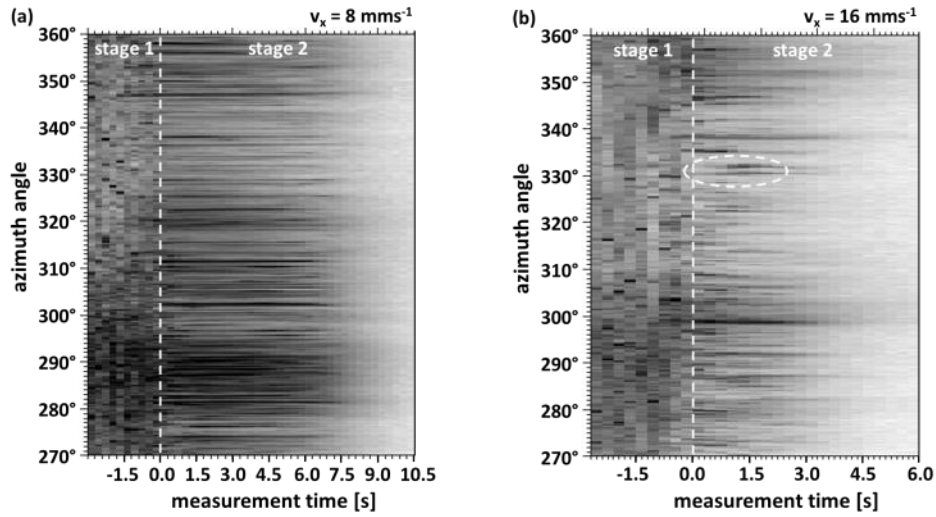 (a)
v_x = 8 mms⁻¹
stage 1
stage 2
azimuth angle
360°
350°
340°
330°
320°
310°
300°
290°
280°
270°
-1.5 0.0 1.5 3.0 4.5 6.0 7.5 9.0 10.5
measurement time [s]
(b)
v_x = 16 mms⁻¹
stage 1
stage 2
azimuth angle
360°
350°
340°
330°
320°
310°
300°
290°
280°
270°
-1.5 0.0 1.5 3.0 4.5 6.0
measurement time [s]